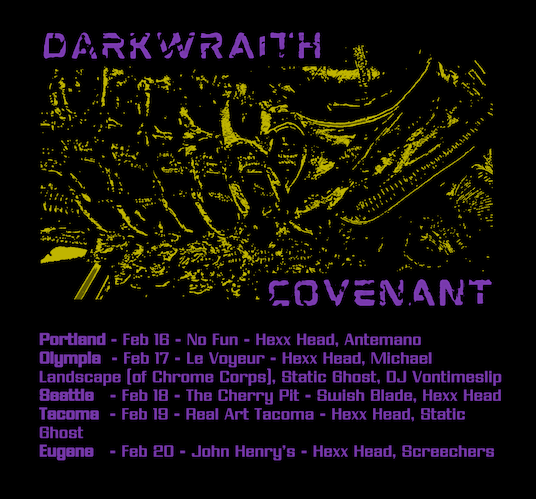 DARKWRAITH
COVENANT
Portland - Feb 16 - No Fun - Hexx Head, Antemano
Olympia - Feb 17 - Le Voyeur - Hexx Head, Michael
Landscape (of Chrome Corps), Static Ghost, DJ Vontimeslip
Seattle - Feb 18 - The Cherry Pit - Swish Blade, Hexx Head
Tacoma - Feb 19 - Real Art Tacoma - Hexx Head, Static
Ghost
Eugene - Feb 20 - John Henry's - Hexx Head, Screechers